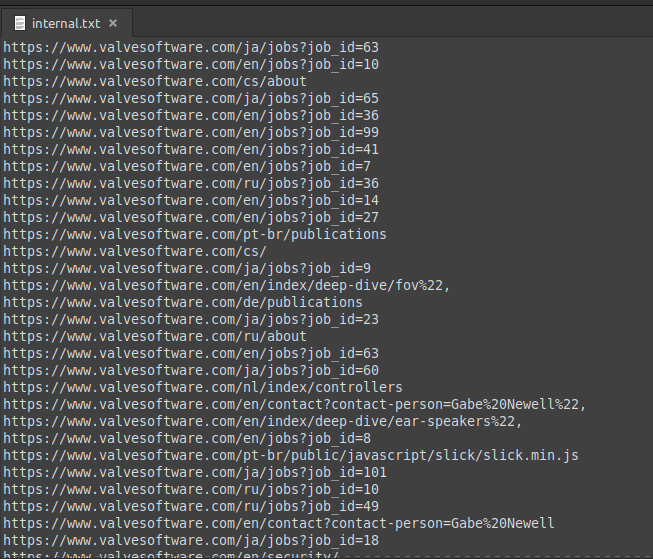 internal.txt ×
https://www.valvesoftware.com/ja/jobs?job_id=63
https://www.valvesoftware.com/en/jobs?job_id=10
https://www.valvesoftware.com/cs/about
https://www.valvesoftware.com/ja/jobs?job_id=65
https://www.valvesoftware.com/en/jobs?job_id=36
https://www.valvesoftware.com/en/jobs?job_id=99
https://www.valvesoftware.com/en/jobs?job_id=41
https://www.valvesoftware.com/en/jobs?job_id=7
https://www.valvesoftware.com/ru/jobs?job_id=36
https://www.valvesoftware.com/en/jobs?job_id=14
https://www.valvesoftware.com/en/jobs?job_id=27
https://www.valvesoftware.com/pt-br/publications
https://www.valvesoftware.com/cs/
https://www.valvesoftware.com/ja/jobs?job_id=9
https://www.valvesoftware.com/en/index/deep-dive/fov%22,
https://www.valvesoftware.com/de/publications
https://www.valvesoftware.com/ja/jobs?job_id=23
https://www.valvesoftware.com/ru/about
https://www.valvesoftware.com/en/jobs?job_id=63
https://www.valvesoftware.com/ja/jobs?job_id=60
https://www.valvesoftware.com/nl/index/controllers
https://www.valvesoftware.com/en/contact?contact-person=Gabe%20Newell%22,
https://www.valvesoftware.com/en/index/deep-dive/ear-speakers%22,
https://www.valvesoftware.com/en/jobs?job_id=8
https://www.valvesoftware.com/pt-br/public/javascript/slick/slick.min.js
https://www.valvesoftware.com/ja/jobs?job_id=101
https://www.valvesoftware.com/ru/jobs?job_id=10
https://www.valvesoftware.com/ru/jobs?job_id=49
https://www.valvesoftware.com/en/contact?contact-person=Gabe%20Newell
https://www.valvesoftware.com/ja/jobs?job_id=18
https://www.valvesoftware.com/en/security/